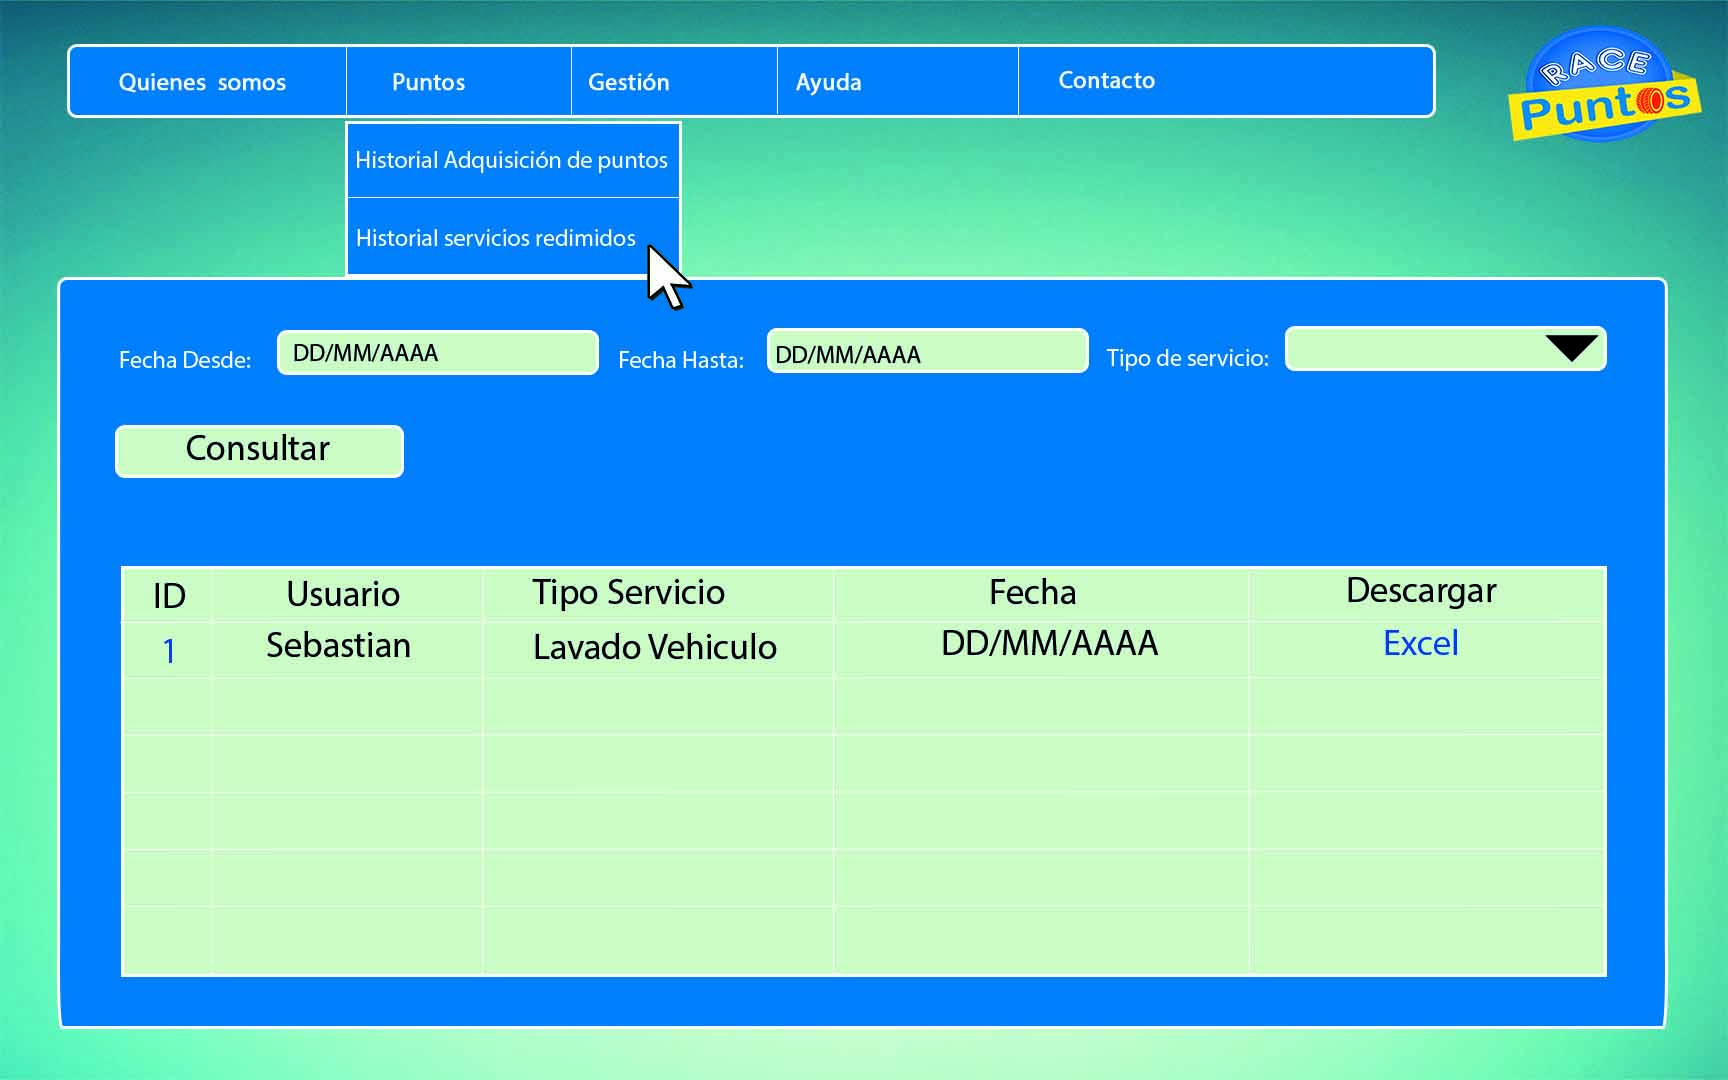 Quienes somos Puntos Gestión Ayuda Contacto
RACE
Puntos
Historial Adquisición de puntos
Historial servicios redimidos
Fecha Desde: DD/MM/AAAA Fecha Hasta: DD/MM/AAAA Tipo de servicio:
Consultar
ID Usuario Tipo Servicio Fecha Descargar
1 Sebastian Lavado Vehiculo DD/MM/AAAA Excel